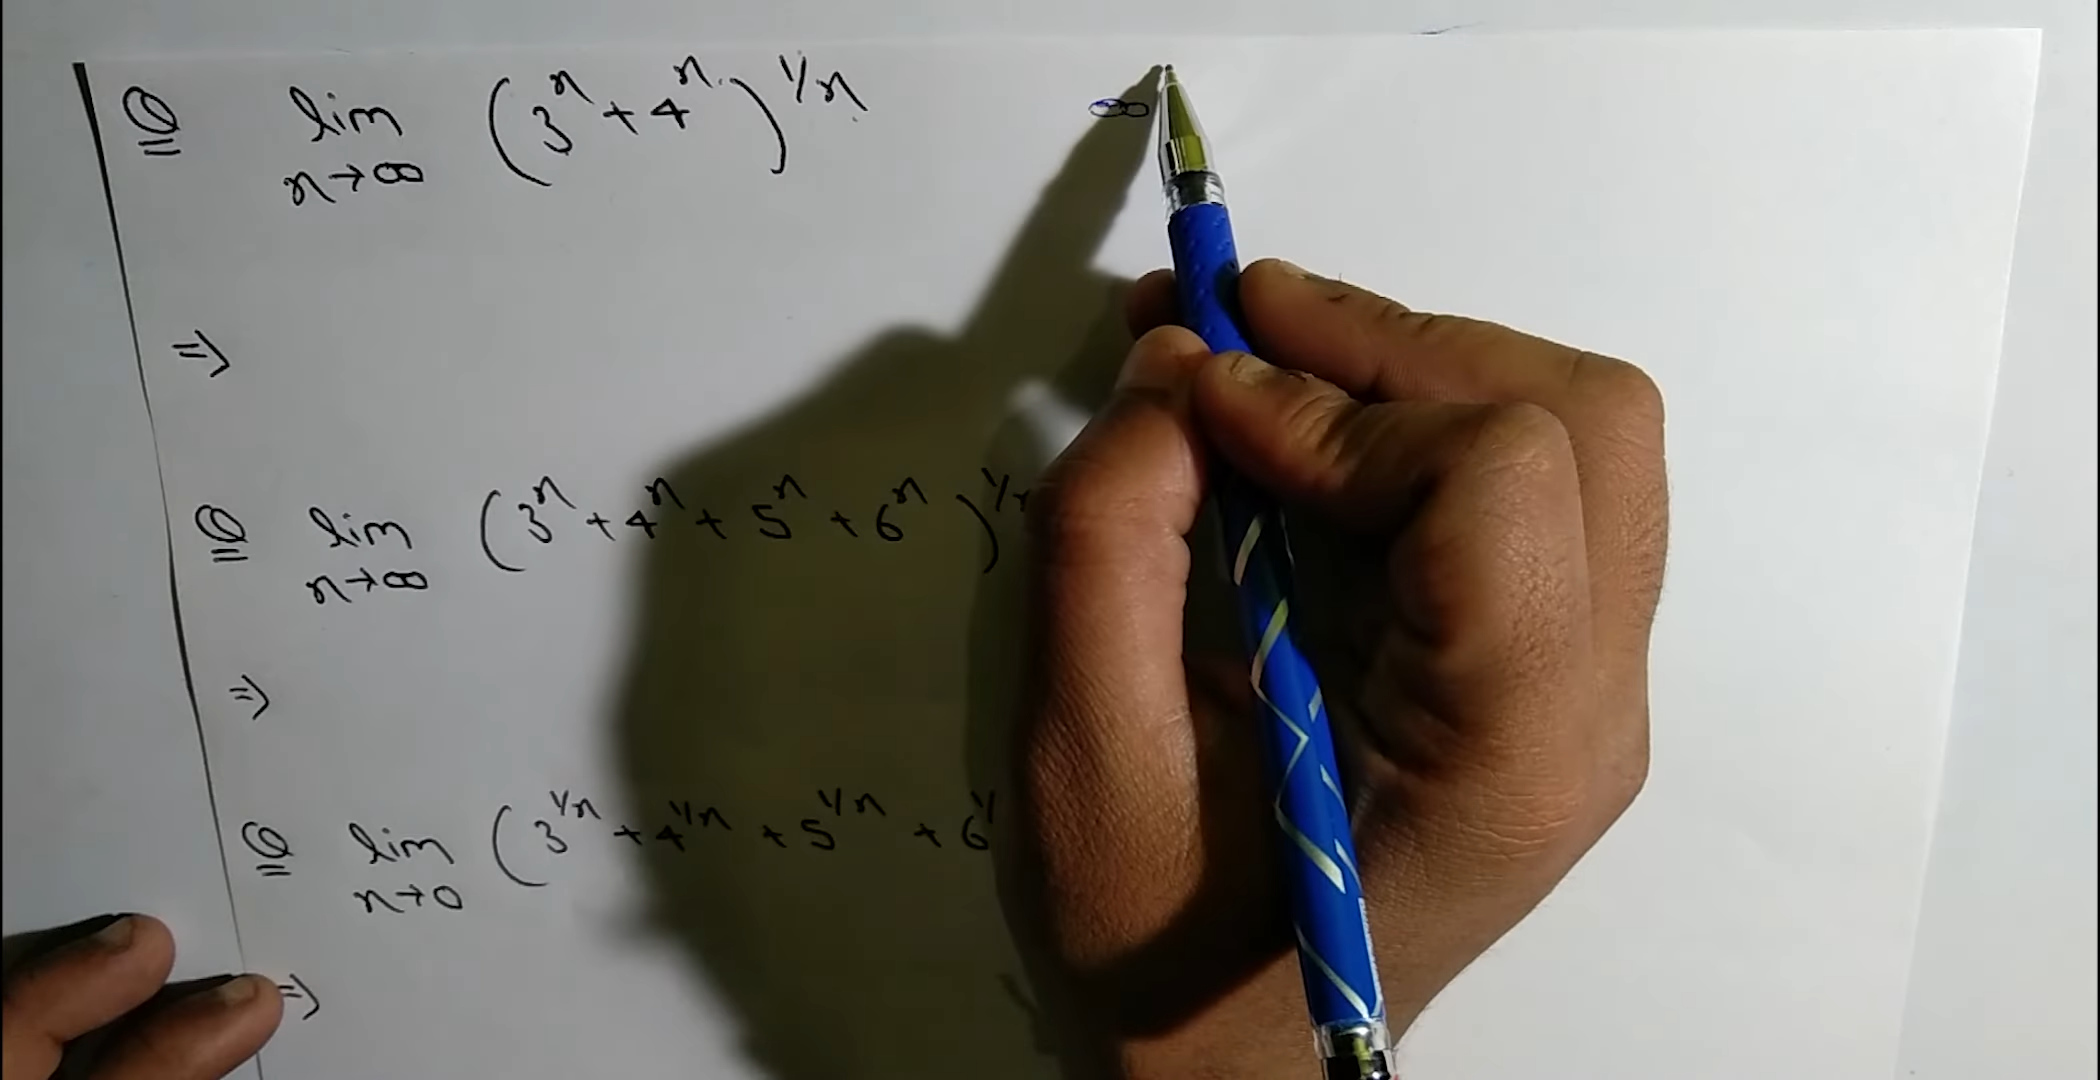 Q lim n→∞ (3^n + 4^n)^1/n ∞
⇒
Q lim n→∞ (3^n + 4^n + 5^n + 6^n)^1/n
⇒
Q lim n→0 (3^1/n + 4^1/n + 5^1/n + 6^1/
⇒